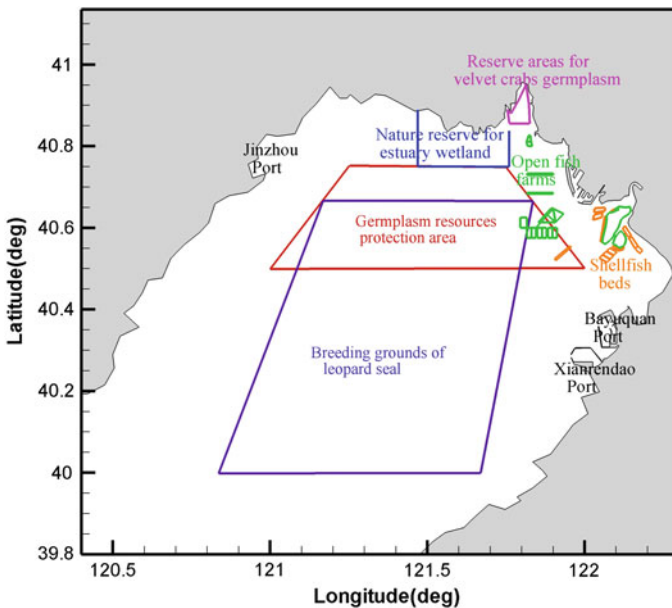 41
40.8
40.6
40.4
40.2
40
39.8
Latitude(deg)
Reserve areas for
velvet crabs germplasm
Nature reserve for
estuary wetland
Jinzhou
Port
Open fish
farms
Germplasm resources
protection area
Shellfish
beds
Bayuquan
Port
Breeding grounds of
leopard seal
Xianrendao
Port
120.5
121
121.5
122
Longitude(deg)